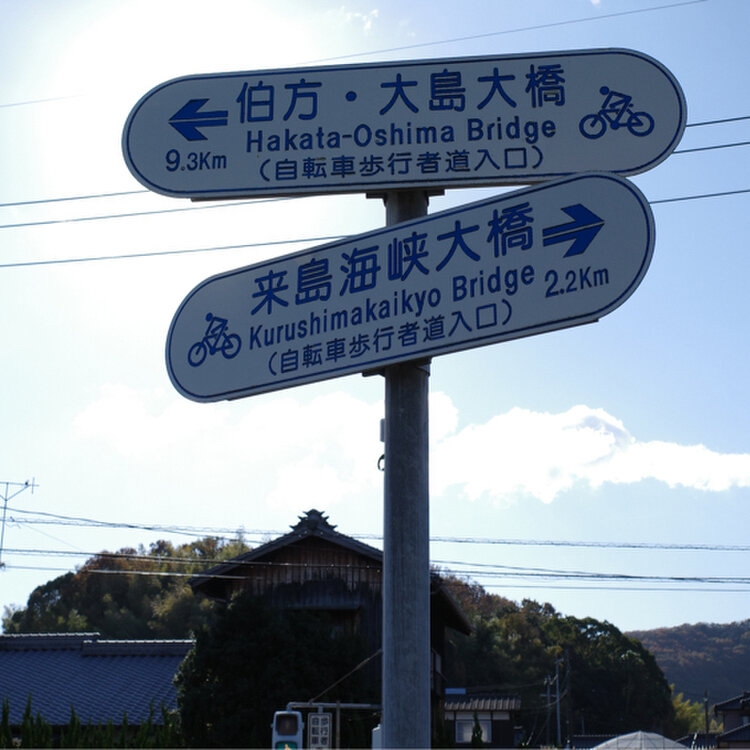 伯方・大島大橋
Hakata-Oshima Bridge
9.3Km
(自転車歩行者道入口)
来島海峡大橋
Kurushimakaikyo Bridge
2.2Km
(自転車歩行者道入口)